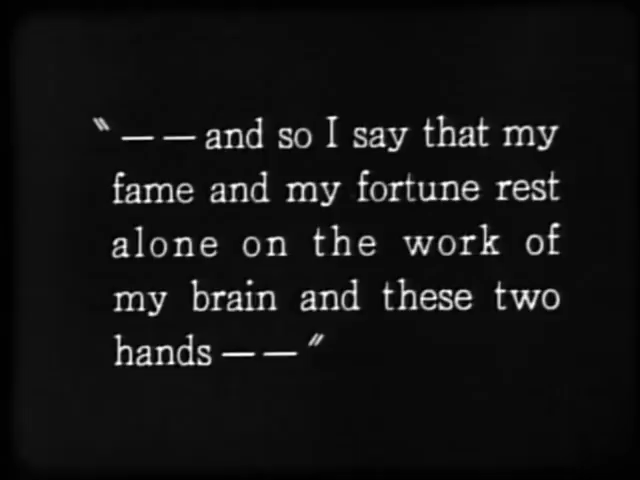 "——and so I say that my
fame and my fortune rest
alone on the work of
my brain and these two
hands——"